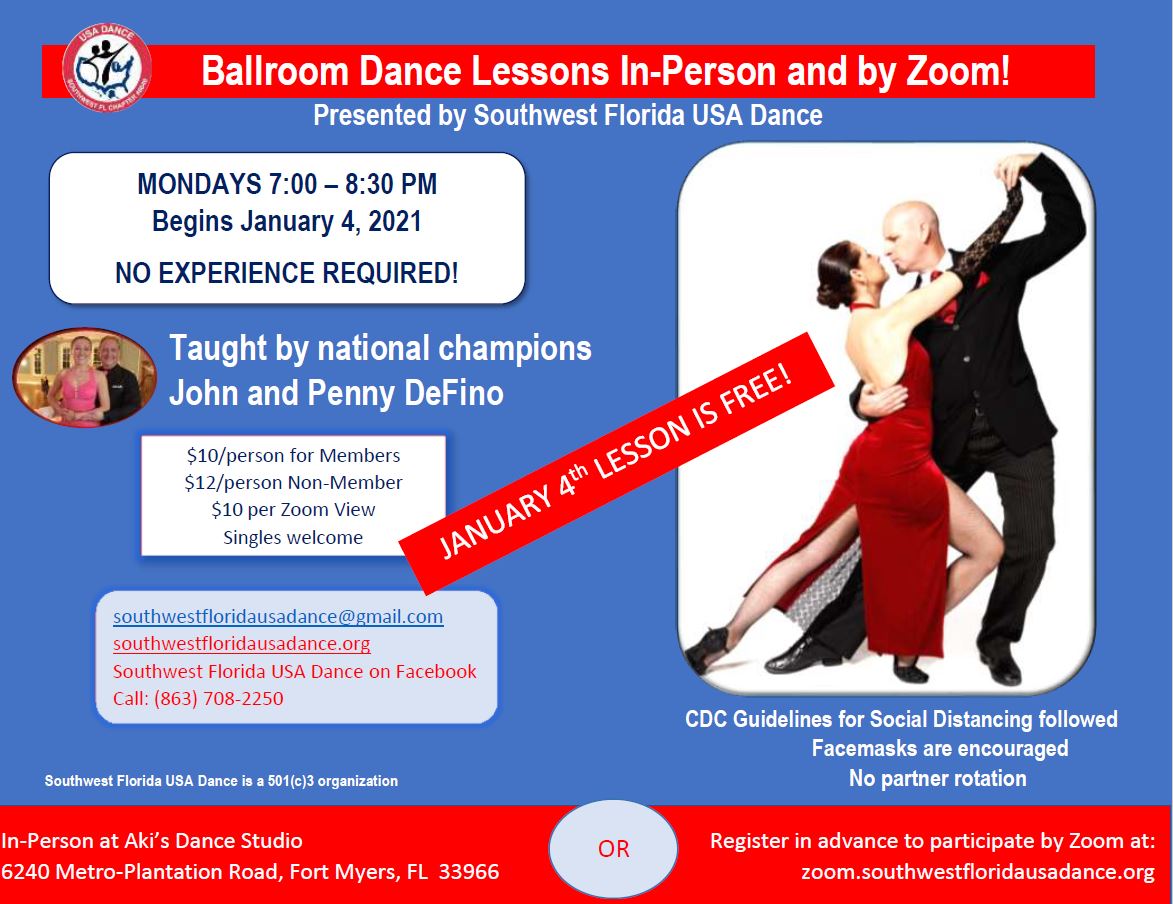 USA DANCE
SOUTHWEST FL CHAPTER
Ballroom Dance Lessons In-Person and by Zoom!
Presented by Southwest Florida USA Dance
MONDAYS 7:00 – 8:30 PM
Begins January 4, 2021
NO EXPERIENCE REQUIRED!
Taught by national champions
John and Penny DeFino
$10/person for Members
$12/person Non-Member
$10 per Zoom View
Singles welcome
JANUARY 4th LESSON IS FREE!
southwestfloridausadance@gmail.com
southwestfloridausadance.org
Southwest Florida USA Dance on Facebook
Call: (863) 708-2250
CDC Guidelines for Social Distancing followed
Facemasks are encouraged
No partner rotation
Southwest Florida USA Dance is a 501(c)3 organization
In-Person at Aki's Dance Studio
6240 Metro-Plantation Road, Fort Myers, FL 33966
OR
Register in advance to participate by Zoom at:
zoom.southwestfloridausadance.org